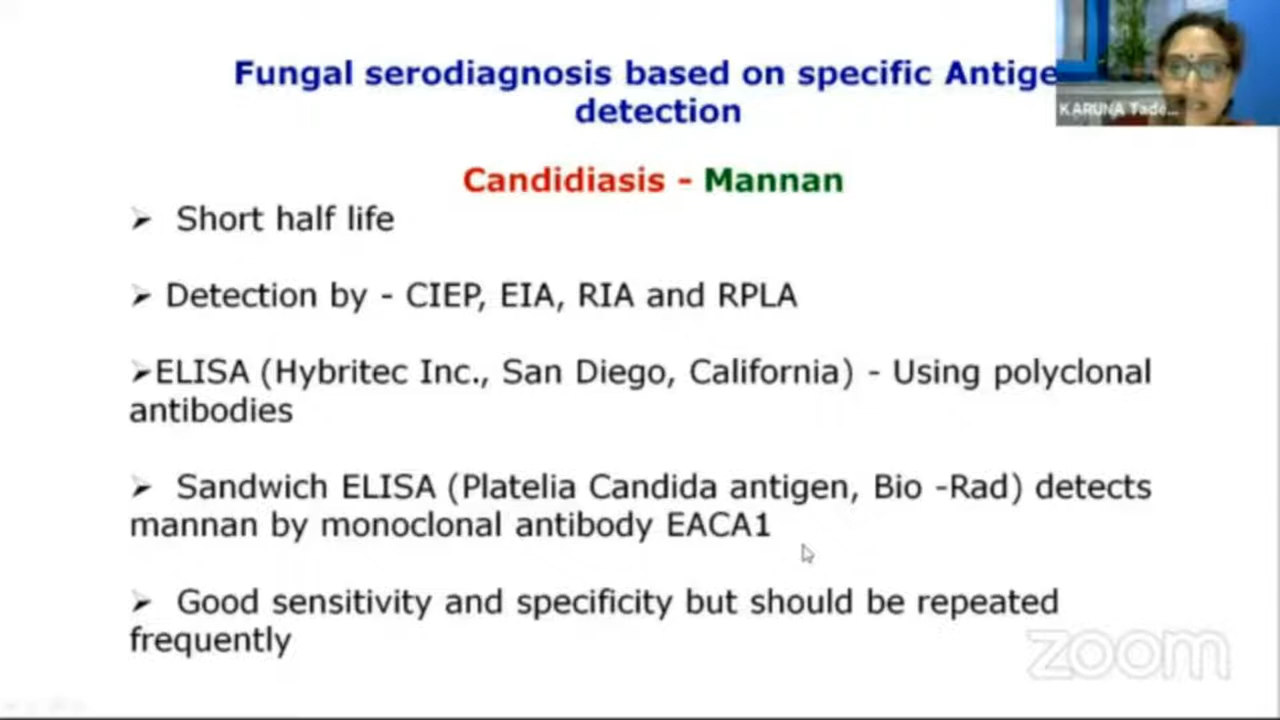 Fungal serodiagnosis based on specific Antige
detection
KARUNA Tade...
Candidiasis - Mannan
➢ Short half life
➢ Detection by - CIEP, EIA, RIA and RPLA
➢ELISA (Hybritec Inc., San Diego, California) - Using polyclonal
antibodies
➢ Sandwich ELISA (Platelia Candida antigen, Bio -Rad) detects
mannan by monoclonal antibody EACA1
➢ Good sensitivity and specificity but should be repeated
frequently
zoom